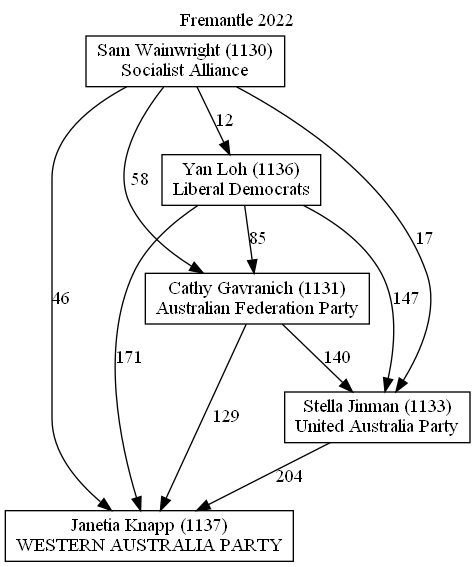 Fremantle 2022
Sam Wainwright (1130)
Socialist Alliance
12
Yan Loh (1136)
Liberal Democrats
58
85
17
Cathy Gavranich (1131)
Australian Federation Party
46
147
171
140
Stella Jinman (1133)
United Australia Party
129
204
Janetia Knapp (1137)
WESTERN AUSTRALIA PARTY